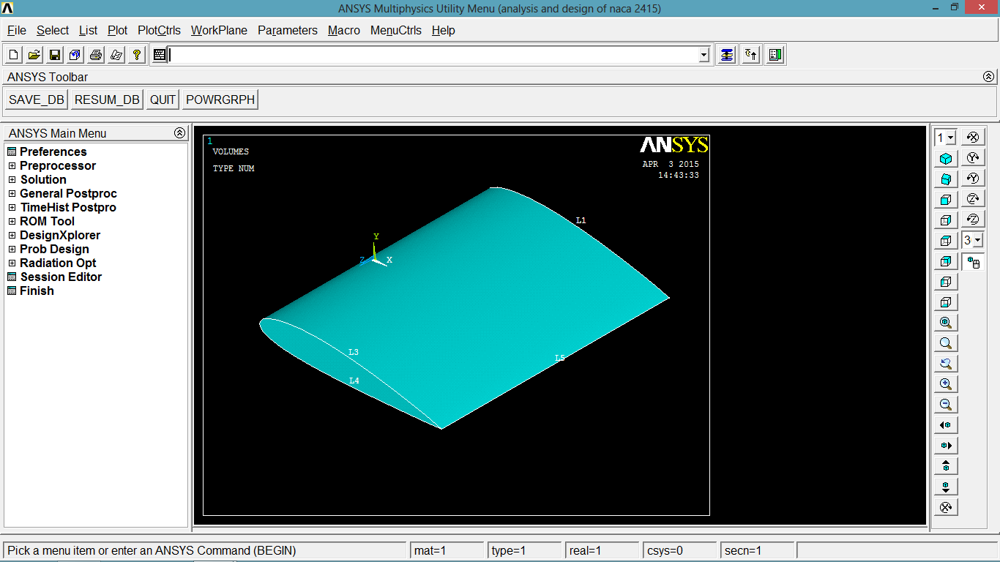 ANSYS Multiphysics Utility Menu (analysis and design of naca 2415)
File Select List Plot PlotCtrls WorkPlane Parameters Macro MenuCtrls Help
ANSYS Toolbar
SAVE_DB RESUM_DB QUIT POWRGRPH
ANSYS Main Menu
Preferences
Preprocessor
Solution
General Postproc
TimeHist Postpro
ROM Tool
DesignXplorer
Prob Design
Radiation Opt
Session Editor
Finish
1
VOLUMES
TYPE NUM
ANSYS
APR 3 2015
14:43:33
L1
Y
Z X
L3
L5
L4
1 X
Y
Y
Z
Z
3
X
Pick a menu item or enter an ANSYS Command (BEGIN) mat=1 type=1 real=1 csys=0 secn=1